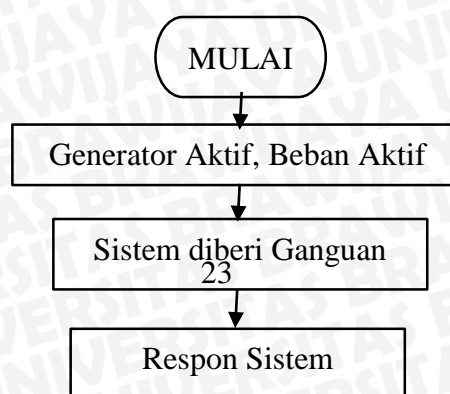 MULAI
Generator Aktif, Beban Aktif
Sistem diberi Ganguan
23
Respon Sistem